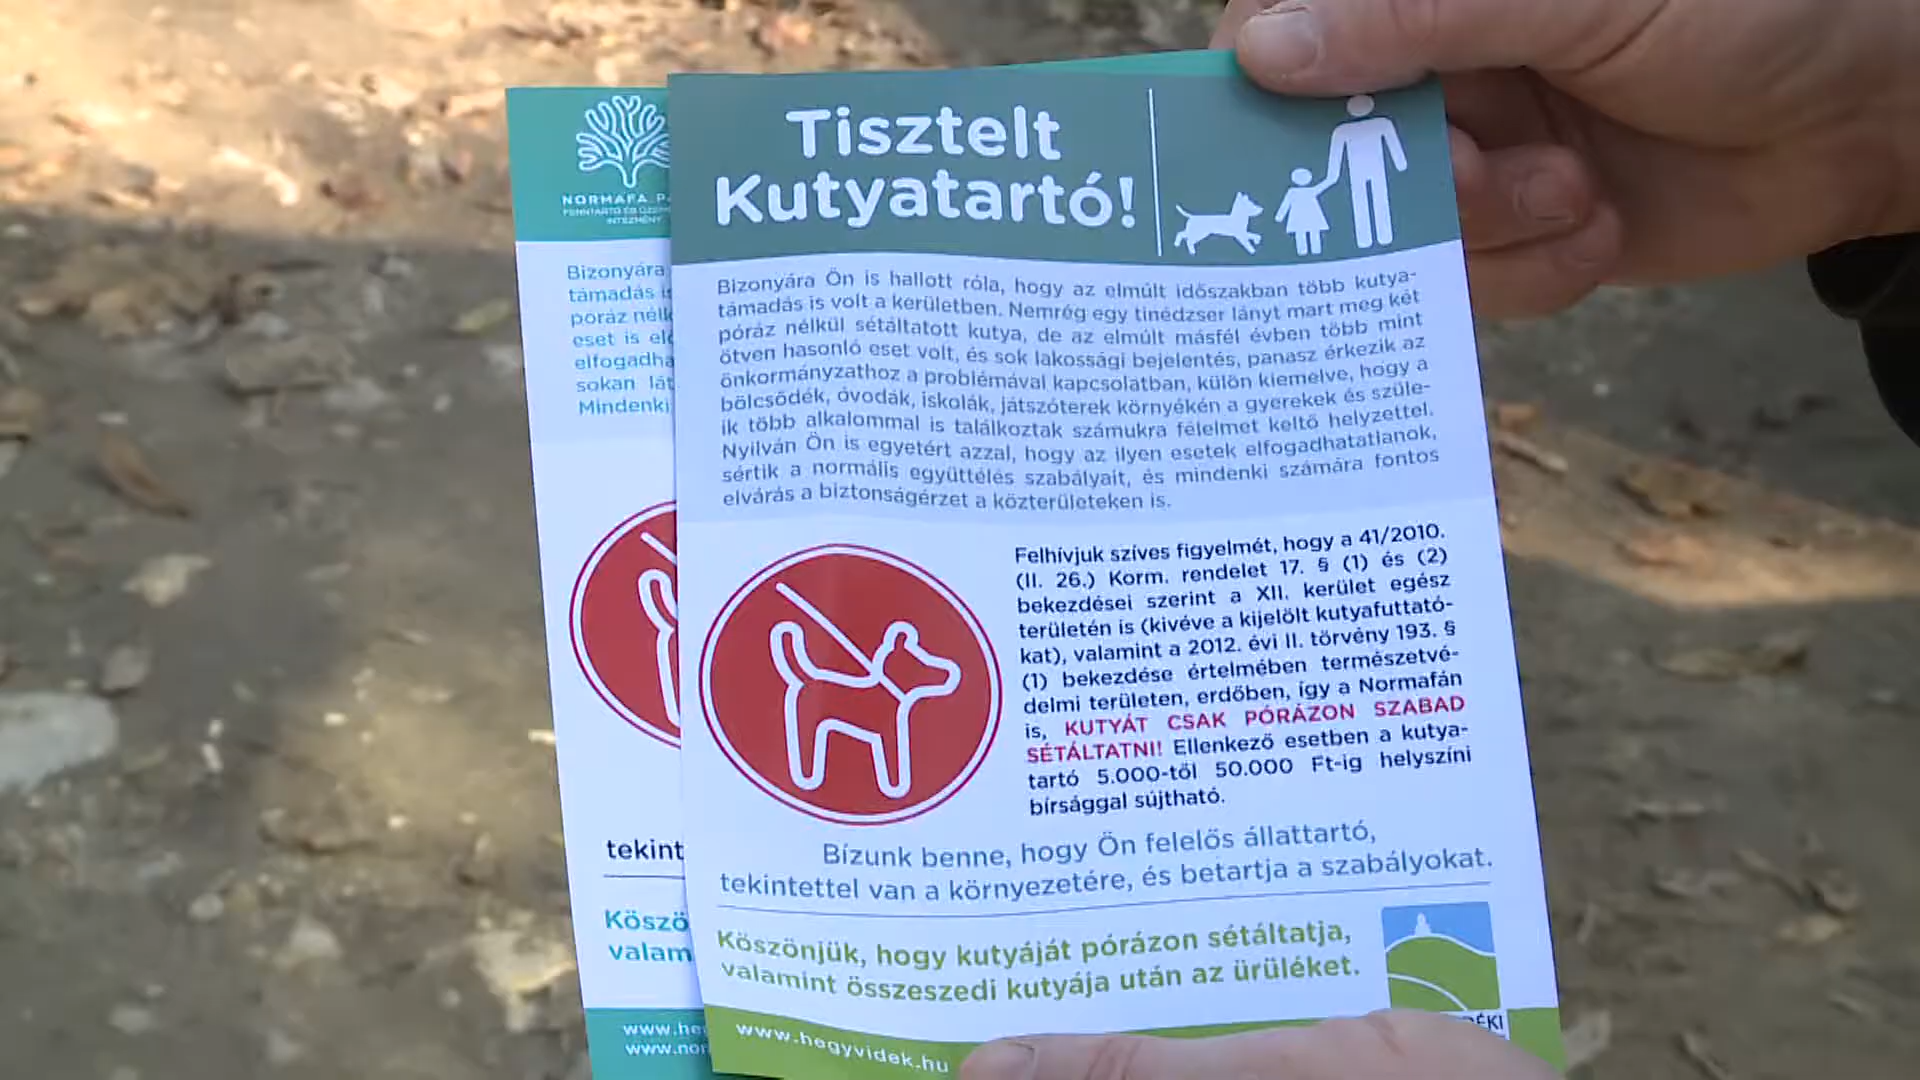 NORMAFA
FENNTARTÓ ÉS
INTÉZMÉNY
Bizonyára
támadás
póráz
eset is
elfogadha
sokan lát
Mindenki
tekint
Köszö
valam
www.he
www.nor
Tisztelt
Kutyatartó!
Bizonyára Ön is hallott róla, hogy az elmúlt időszakban több kutya-
támadás is volt a kerületben. Nemrég egy tinédzser lányt mart meg két
póráz nélkül sétáltatott kutya, de az elmúlt másfél évben több mint
ötven hasonló eset volt, és sok lakossági bejelentés, panasz érkezik az
önkormányzathoz a problémával kapcsolatban, külön kiemelve, hogy a
bölcsődék, óvodák, iskolák, játszóterek környékén a gyerekek és szüle-
ik több alkalommal is találkoztak számukra félelmet keltő helyzettel.
Nyilván Ön is egyetért azzal, hogy az ilyen esetek elfogadhatatlanok,
sértik a normális együttélés szabályait, és mindenki számára fontos
elvárás a biztonságérzet a közterületeken is.
Felhívjuk szíves figyelmét, hogy a 41/2010.
(II. 26.) Korm. rendelet 17. § (1) és (2)
bekezdései szerint a XII. kerület egész
területén is (kivéve a kijelölt kutyafuttató-
kat), valamint a 2012. évi II. törvény 193. §
(1) bekezdése értelmében természetvé-
delmi területen, erdőben, így a Normafán
is, KUTYÁT CSAK PÓRÁZON SZABAD
SÉTÁLTATNI! Ellenkező esetben a kutya-
tartó 5.000-től 50.000 Ft-ig helyszíni
bírsággal sújtható.
Bízunk benne, hogy Ön felelős állattartó,
tekintettel van a környezetére, és betartja a szabályokat.
Köszönjük, hogy kutyáját pórázon sétáltatja,
valamint összeszedi kutyája után az ürüléket.
www.hegyvidek.hu
ÉKI